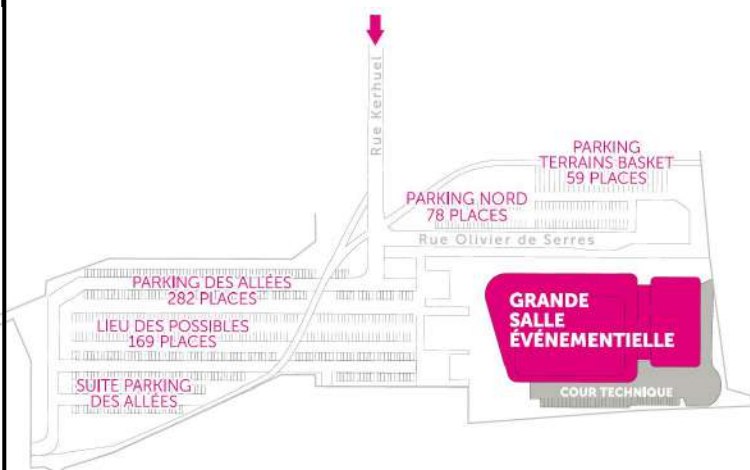 Rue Kerhuel
PARKING
TERRAINS BASKET
59 PLACES
PARKING NORD
78 PLACES
Rue Olivier de Serres
PARKING DES ALLÉES
282 PLACES
LIEU DES POSSIBLES
169 PLACES
SUITE PARKING
DES ALLÉES
GRANDE
SALLE
ÉVÉNEMENTIELLE
COUR TECHNIQUE